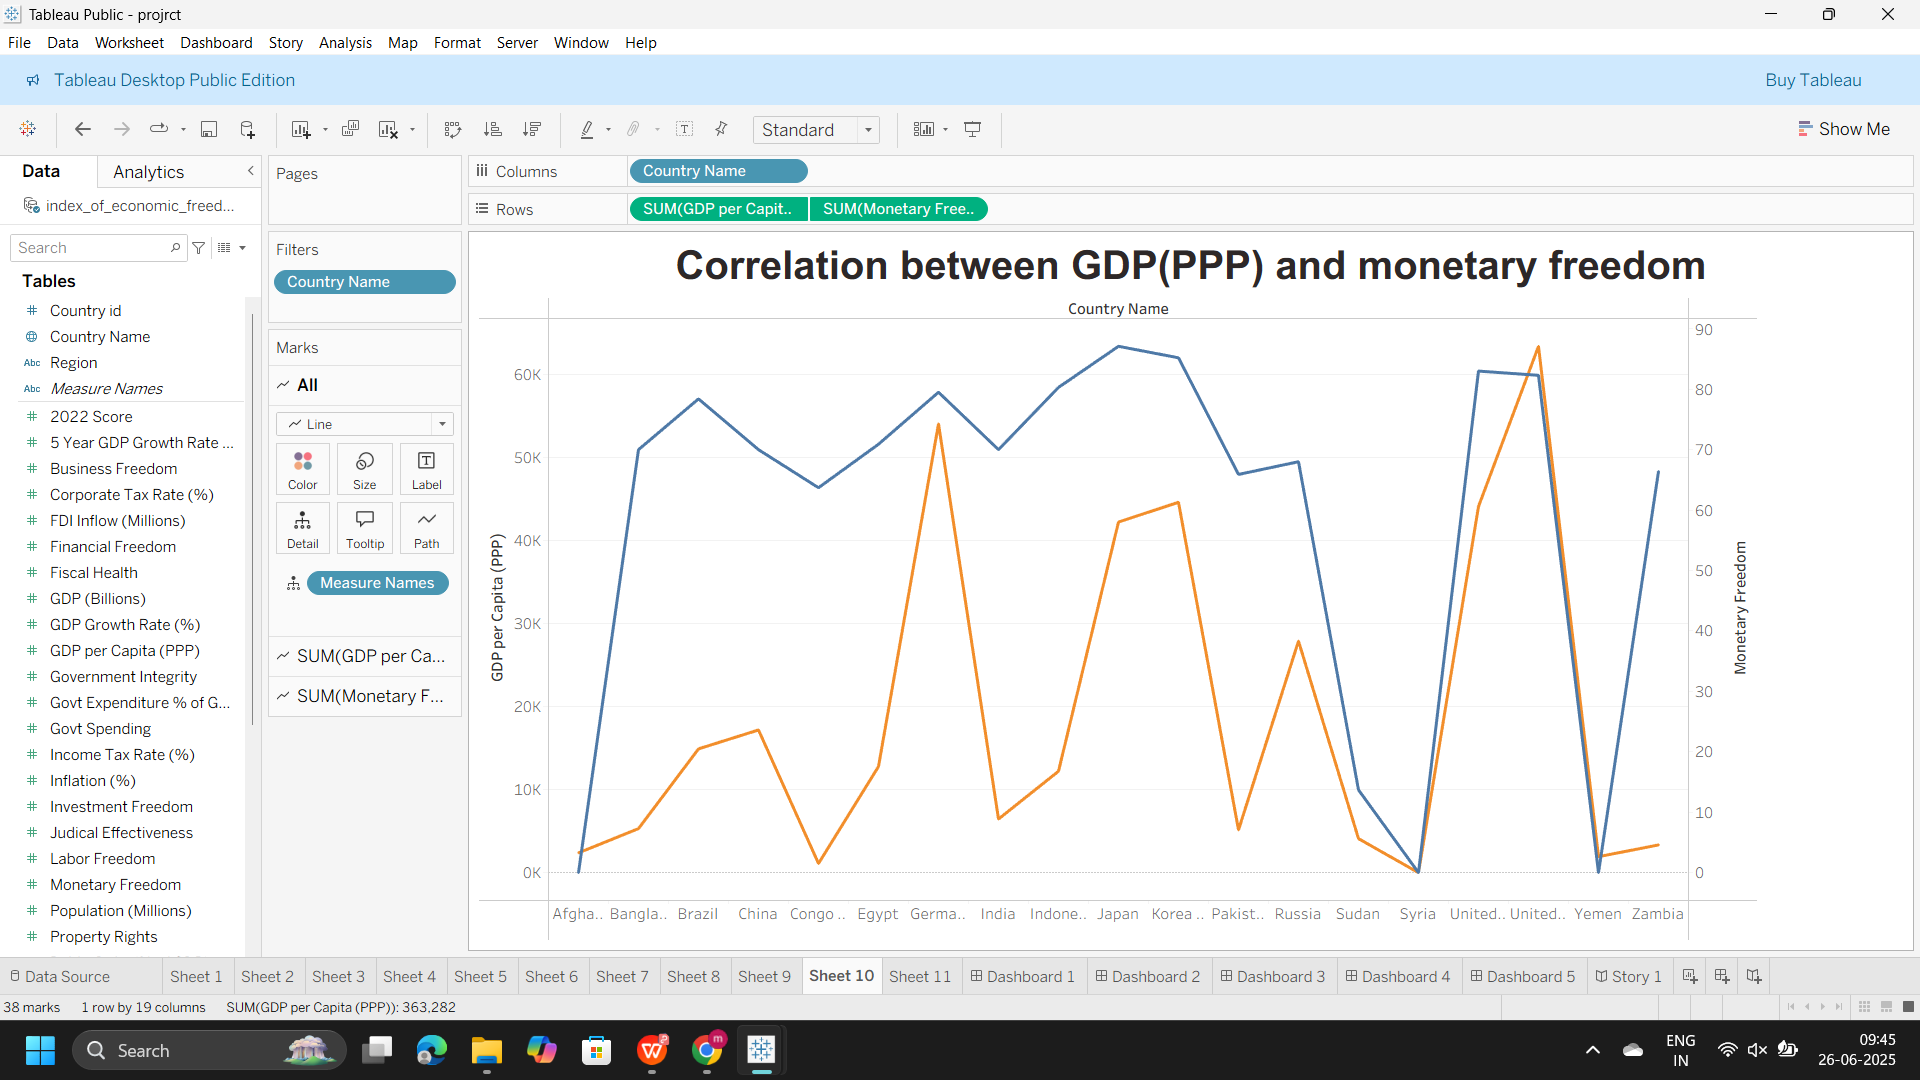 Tableau Public - projrct
File Data Worksheet Dashboard Story Analysis Map Format Server Window Help
Tableau Desktop Public Edition
Buy Tableau
Standard
Show Me
Data
Analytics
index_of_economic_freed...
Search
Tables
Country id
Country Name
Abc Region
Abc Measure Names
2022 Score
5 Year GDP Growth Rate ...
Business Freedom
Corporate Tax Rate (%)
FDI Inflow (Millions)
Financial Freedom
Fiscal Health
GDP (Billions)
GDP Growth Rate (%)
GDP per Capita (PPP)
Government Integrity
Govt Expenditure % of G...
Govt Spending
Income Tax Rate (%)
Inflation (%)
Investment Freedom
Judical Effectiveness
Labor Freedom
Monetary Freedom
Population (Millions)
Property Rights
Pages
Filters
Country Name
Marks
All
Line
Color Size Label
Detail Tooltip Path
Measure Names
SUM(GDP per Ca...
SUM(Monetary F...
Columns
Country Name
Rows
SUM(GDP per Capit.. SUM(Monetary Free..
Correlation between GDP(PPP) and monetary freedom
Country Name
GDP per Capita (PPP)
60K
50K
40K
30K
20K
10K
0K
90
80
70
60
50
40
30
20
10
0
Monetary Freedom
Afgha.. Bangla.. Brazil China Congo .. Egypt Germa.. India Indone.. Japan Korea .. Pakist.. Russia Sudan Syria United.. United.. Yemen Zambia
Data Source Sheet 1 Sheet 2 Sheet 3 Sheet 4 Sheet 5 Sheet 6 Sheet 7 Sheet 8 Sheet 9 Sheet 10 Sheet 11 Dashboard 1 Dashboard 2 Dashboard 3 Dashboard 4 Dashboard 5 Story 1
38 marks 1 row by 19 columns SUM(GDP per Capita (PPP)): 363,282
Search
ENG
IN
09:45
26-06-2025